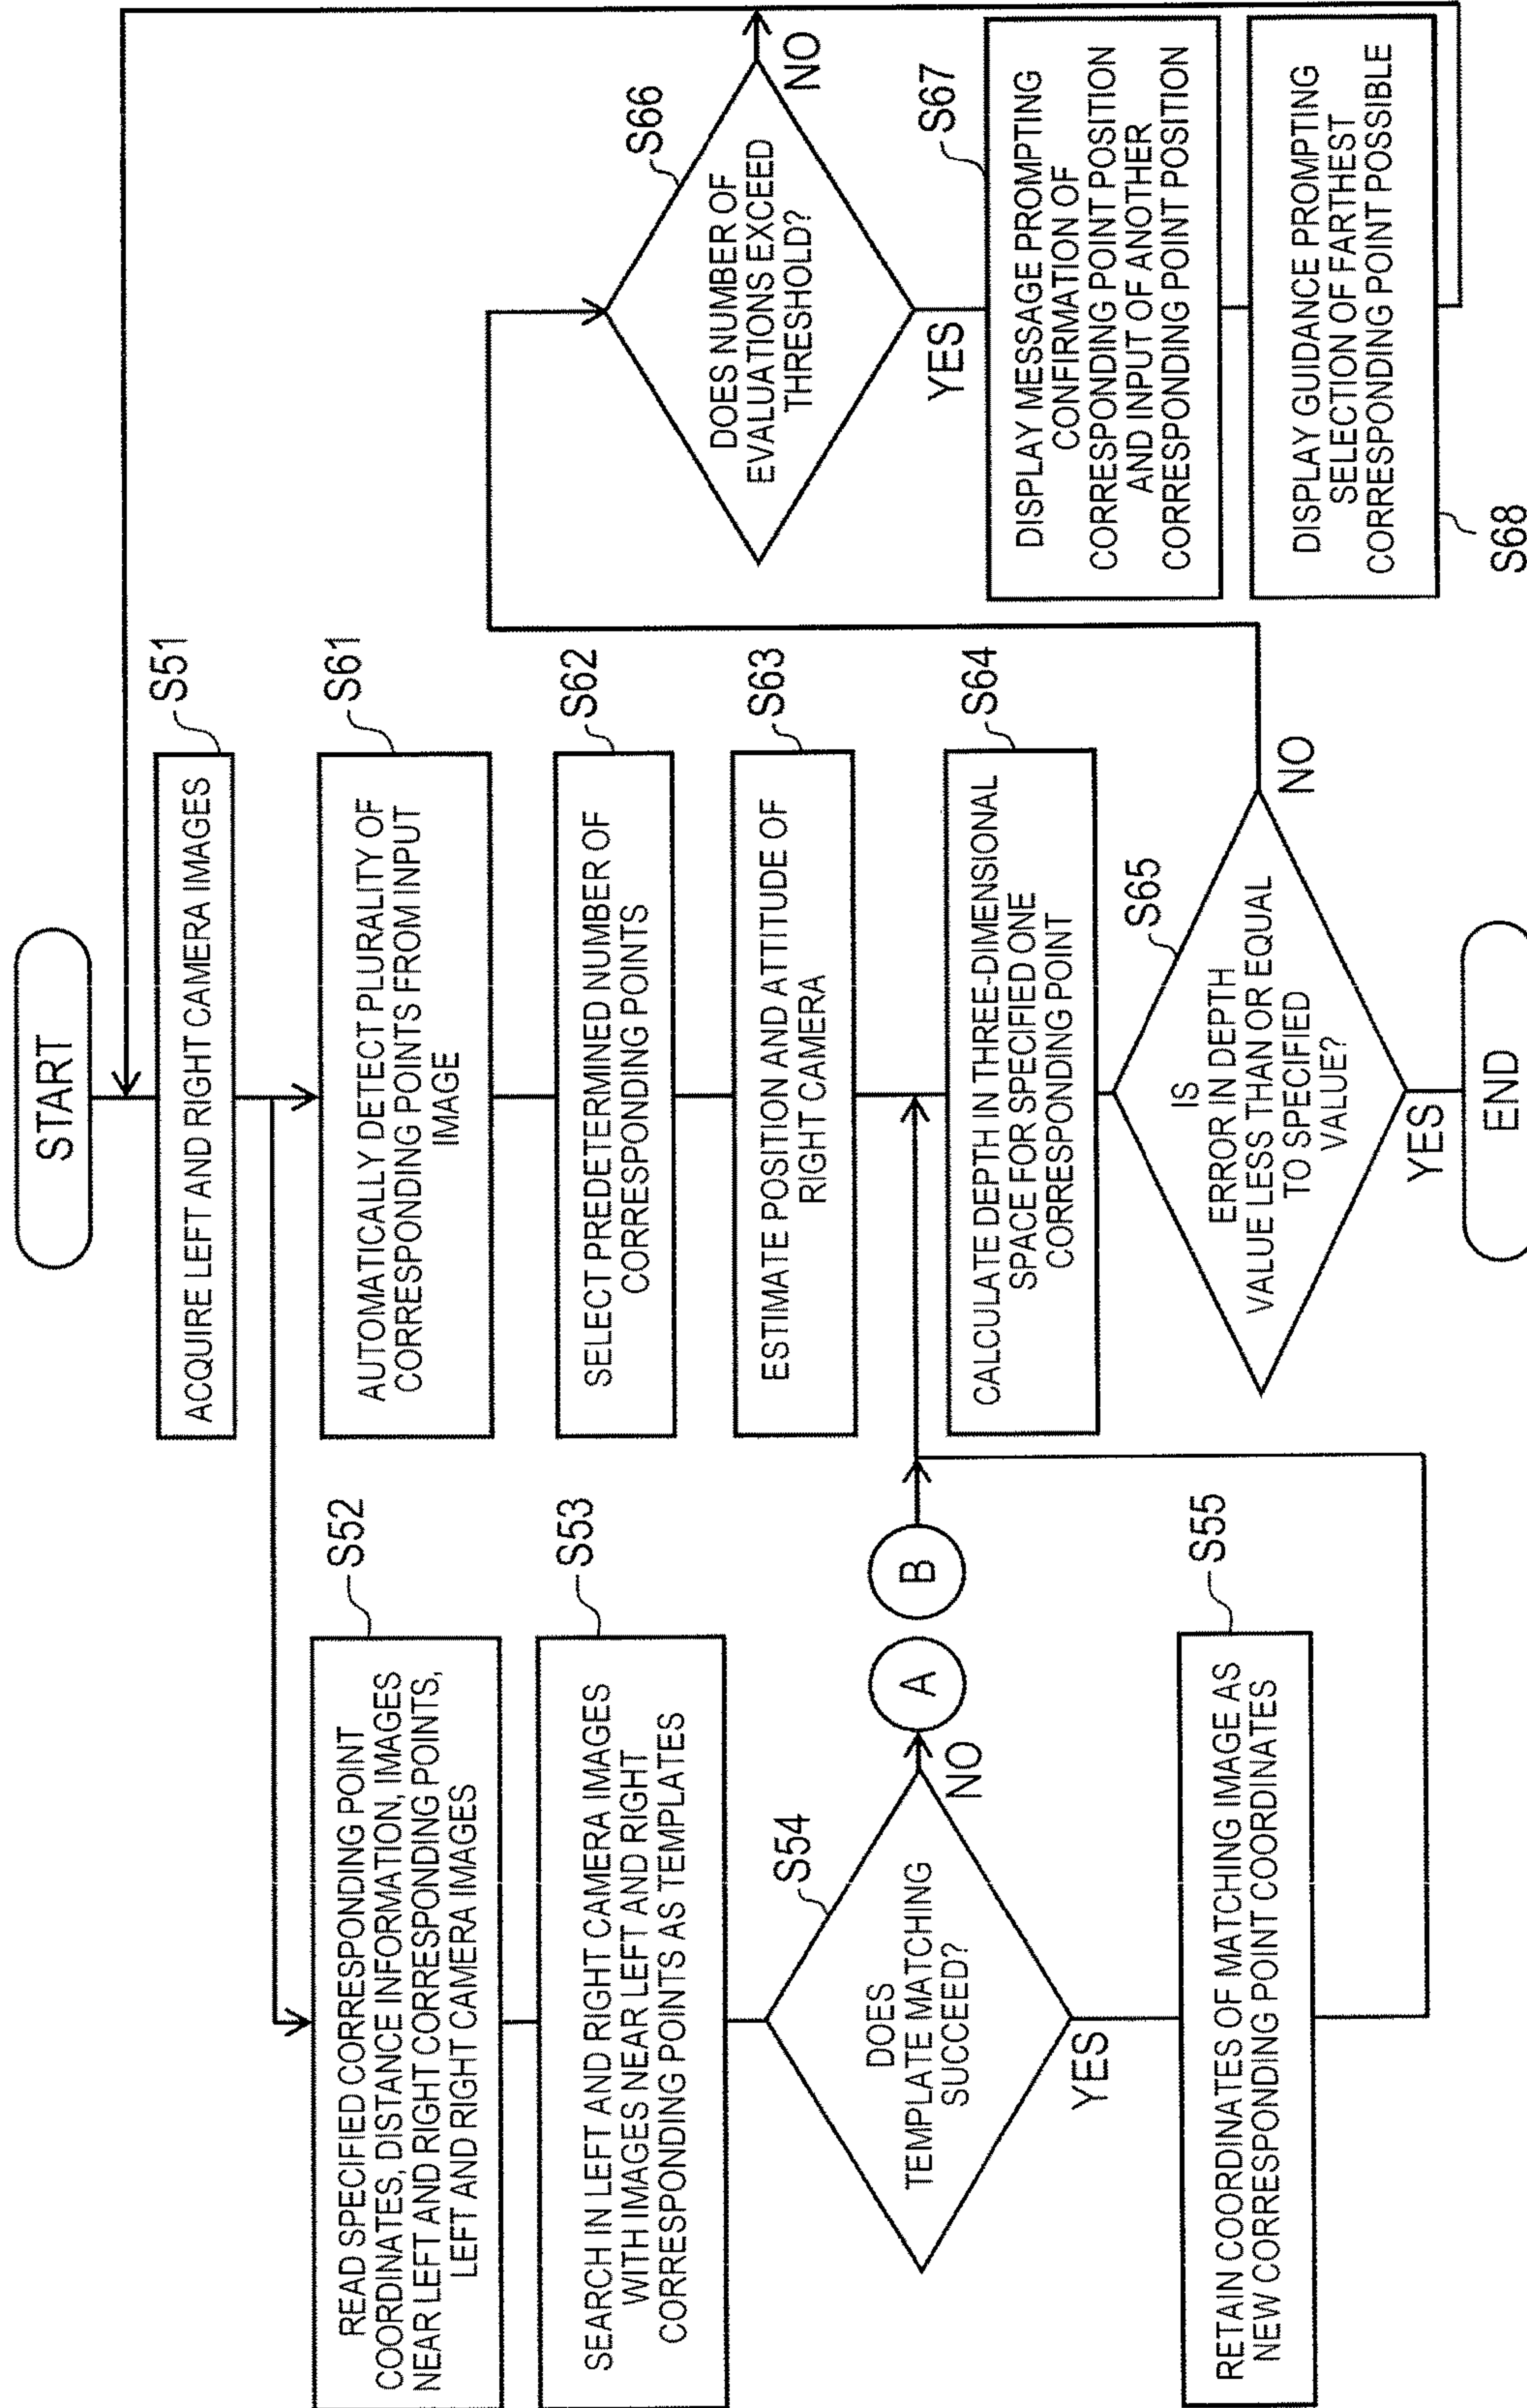 START
S51
ACQUIRE LEFT AND RIGHT CAMERA IMAGES
S52
READ SPECIFIED CORRESPONDING POINT
COORDINATES, DISTANCE INFORMATION, IMAGES
NEAR LEFT AND RIGHT CORRESPONDING POINTS,
LEFT AND RIGHT CAMERA IMAGES
S53
SEARCH IN LEFT AND RIGHT CAMERA IMAGES
WITH IMAGES NEAR LEFT AND RIGHT
CORRESPONDING POINTS AS TEMPLATES
S54
DOES
TEMPLATE MATCHING
SUCCEED?
NO
A
B
YES
S55
RETAIN COORDINATES OF MATCHING IMAGE AS
NEW CORRESPONDING POINT COORDINATES
S61
AUTOMATICALLY DETECT PLURALITY OF
CORRESPONDING POINTS FROM INPUT
IMAGE
S62
SELECT PREDETERMINED NUMBER OF
CORRESPONDING POINTS
S63
ESTIMATE POSITION AND ATTITUDE OF
RIGHT CAMERA
S64
CALCULATE DEPTH IN THREE-DIMENSIONAL
SPACE FOR SPECIFIED ONE
CORRESPONDING POINT
S65
IS
ERROR IN DEPTH
VALUE LESS THAN OR EQUAL
TO SPECIFIED
VALUE?
NO
YES
END
S66
DOES NUMBER OF
EVALUATIONS EXCEED
THRESHOLD?
NO
YES
S67
DISPLAY MESSAGE PROMPTING
CONFIRMATION OF
CORRESPONDING POINT POSITION
AND INPUT OF ANOTHER
CORRESPONDING POINT POSITION
DISPLAY GUIDANCE PROMPTING
SELECTION OF FARTHEST
CORRESPONDING POINT POSSIBLE
S68